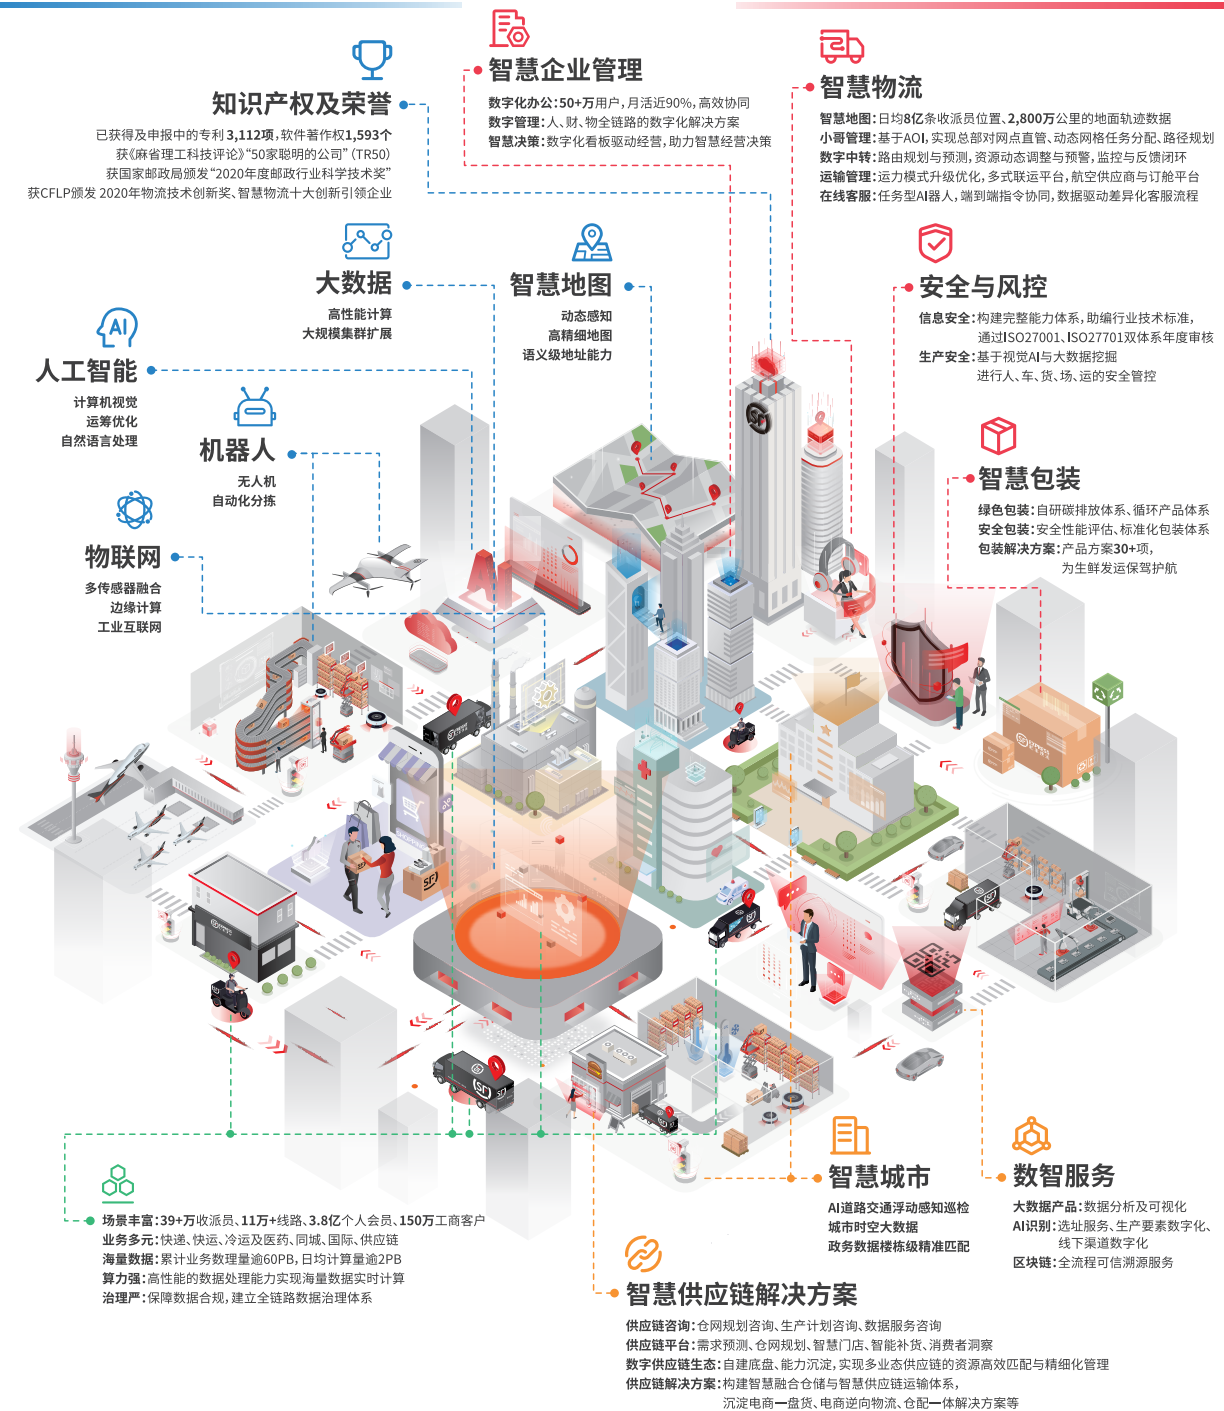 智慧企业管理
数字化办公：50+万用户，月活近90%，高效协同
数字管理：人、财、物全链路的数字化解决方案
智慧决策：数字化看板驱动经营，助力智慧经营决策
知识产权及荣誉
已获得及申报中的专利 3,112项，软件著作权1,593个
获《麻省理工科技评论》“50家聪明的公司”（TR50）
获国家邮政局颁发“2020年度邮政行业科学技术奖”
获CFLP颁发 2020年物流技术创新奖、智慧物流十大创新引领企业
智慧物流
智慧地图：日均8亿条收派员位置、2,800万公里的地面轨迹数据
小哥管理：基于AOI，实现总部对网点直管、动态网格任务分配、路径规划
数字中转：路由规划与预测，资源动态调整与预警，监控与反馈闭环
运输管理：运力模式升级优化，多式联运平台，航空供应商与订舱平台
在线客服：任务型AI器人，端到端指令协同，数据驱动差异化客服流程
大数据
高性能计算
大规模集群扩展
智慧地图
动态感知
高精细地图
语义级地址能力
安全与风控
信息安全：构建完整能力体系，助编行业技术标准，
通过ISO27001、ISO27701双体系年度审核
生产安全：基于视觉AI与大数据挖掘
进行人、车、货、场、运的安全管控
AI
人工智能
计算机视觉
运筹优化
自然语言处理
机器人
无人机
自动化分拣
智慧包装
绿色包装：自研碳排放体系、循环产品体系
安全包装：安全性能评估、标准化包装体系
包装解决方案：产品方案30+项，
为生鲜发运保驾护航
物联网
多传感器融合
边缘计算
工业互联网
AI
SF
SF
SF
场景丰富：39+万收派员、11万+线路、3.8亿个人会员、150万工商客户
业务多元：快递、快运、冷运及医药、同城、国际、供应链
海量数据：累计业务数理量逾60PB，日均计算量逾2PB
算力强：高性能的数据处理能力实现海量数据实时计算
治理严：保障数据合规，建立全链路数据治理体系
智慧城市
AI道路交通浮动感知巡检
城市时空大数据
政务数据楼栋级精准匹配
数智服务
大数据产品：数据分析及可视化
AI识别：选址服务、生产要素数字化、
线下渠道数字化
区块链：全流程可信溯源服务
智慧供应链解决方案
供应链咨询：仓网规划咨询、生产计划咨询、数据服务咨询
供应链平台：需求预测、仓网规划、智慧门店、智能补货、消费者洞察
数字供应链生态：自建底盘、能力沉淀，实现多业态供应链的资源高效匹配与精细化管理
供应链解决方案：构建智慧融合仓储与智慧供应链运输体系，
沉淀电商一盘货、电商逆向物流、仓配一体解决方案等